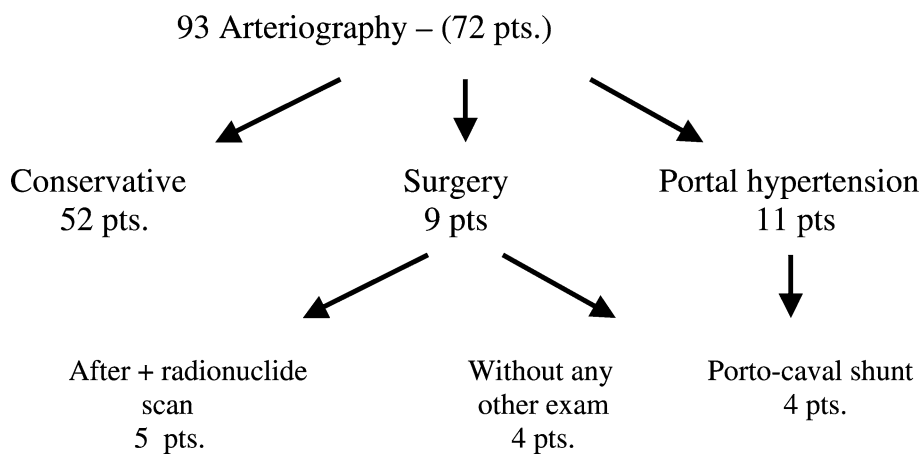 93 Arteriography – (72 pts.)
Conservative
52 pts.
Surgery
9 pts
Portal hypertension
11 pts
After + radionuclide
scan
5  pts.
Without any
other exam
4 pts.
Porto-caval shunt
4 pts.